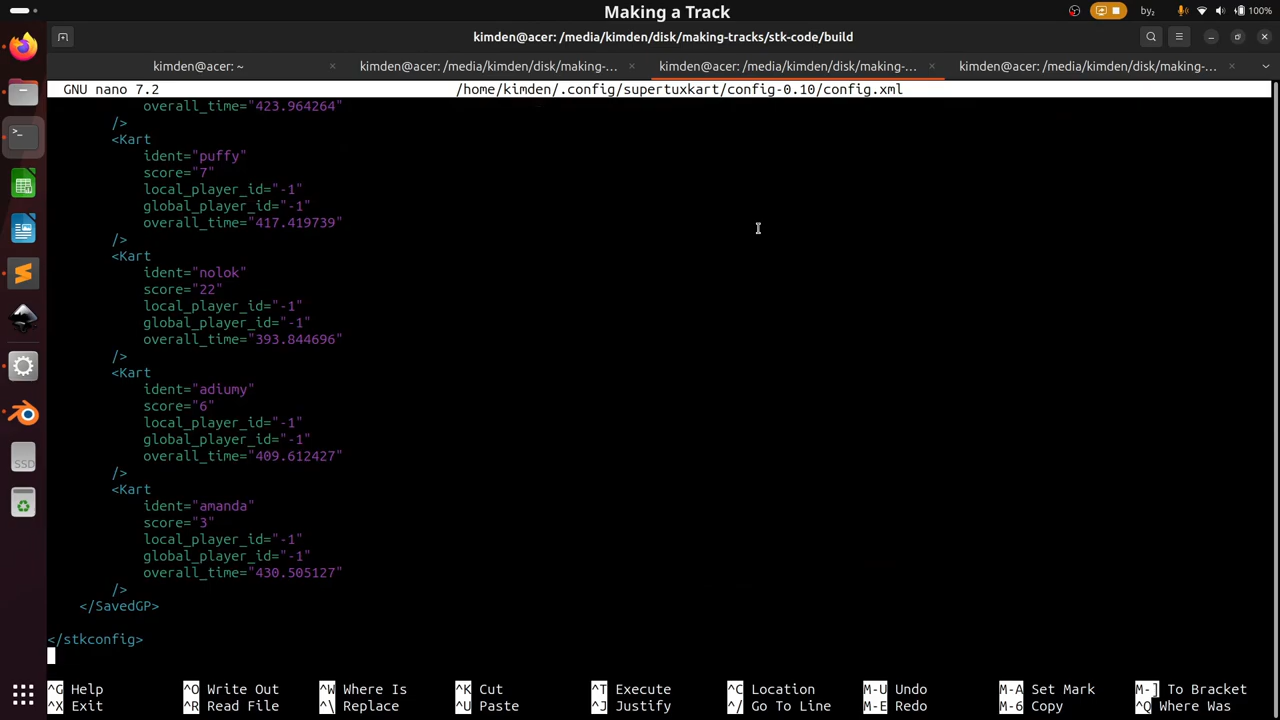 Making a Track
by₂
100%
kimden@acer: /media/kimden/disk/making-tracks/stk-code/build
kimden@acer: ~
kimden@acer: /media/kimden/disk/making-...
kimden@acer: /media/kimden/disk/making-...
kimden@acer: /media/kimden/disk/making-...
GNU nano 7.2 /home/kimden/.config/supertuxkart/config-0.10/config.xml
overall_time="423.964264"
/>
<Kart
ident="puffy"
score="7"
local_player_id="-1"
global_player_id="-1"
overall_time="417.419739"
/>
<Kart
ident="nolok"
score="22"
local_player_id="-1"
global_player_id="-1"
overall_time="393.844696"
/>
<Kart
ident="adiumy"
score="6"
local_player_id="-1"
global_player_id="-1"
overall_time="409.612427"
/>
<Kart
ident="amanda"
score="3"
local_player_id="-1"
global_player_id="-1"
overall_time="430.505127"
/>
</SavedGP>
</stkconfig>
SSD
^G Help ^O Write Out ^W Where Is ^K Cut ^T Execute ^C Location M-U Undo M-A Set Mark M-] To Bracket
^X Exit ^R Read File ^\ Replace ^U Paste ^J Justify ^/ Go To Line M-E Redo M-6 Copy ^Q Where Was